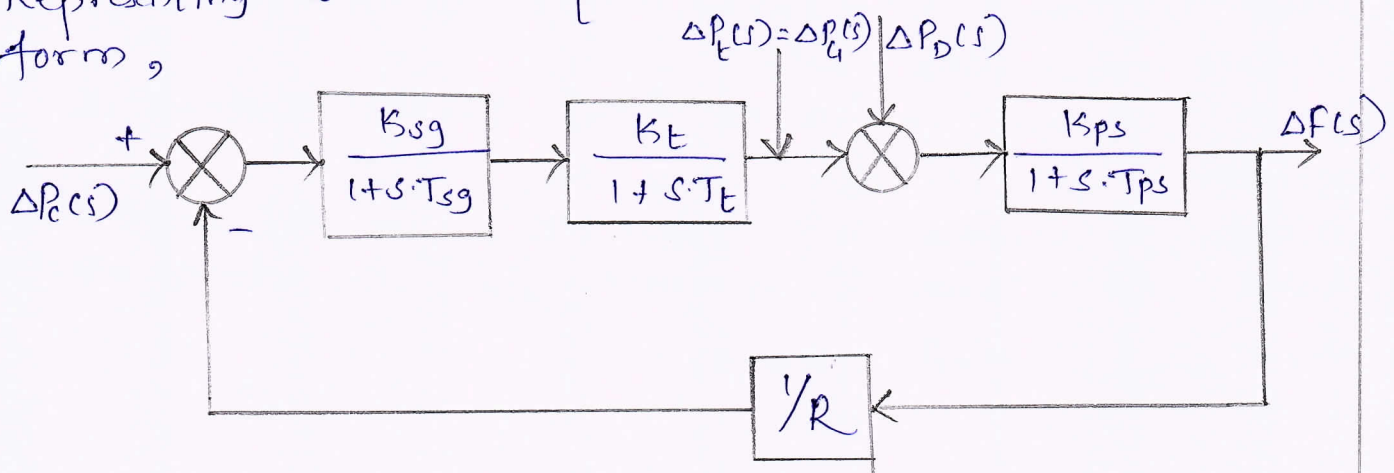 form,
ΔPt(s)=ΔPG(s) ΔPD(s)
+
ΔPc(s)
Ksg
1+s.Tsg
Kt
1+s.Tt
Kps
1+s.Tps
ΔF(s)
-
1/R